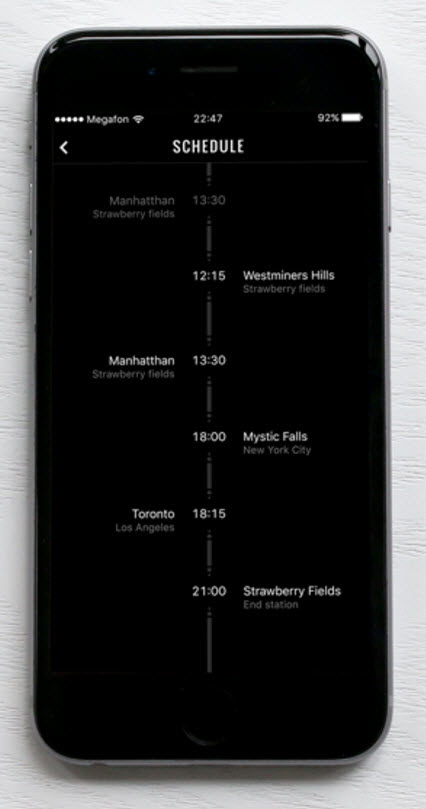 Megafon 22:47 92%
SCHEDULE
Manhatthan 13:30
Strawberry fields
12:15 Westminers Hills
Strawberry fields
Manhatthan 13:30
Strawberry fields
18:00 Mystic Falls
New York City
Toronto 18:15
Los Angeles
21:00 Strawberry Fields
End station